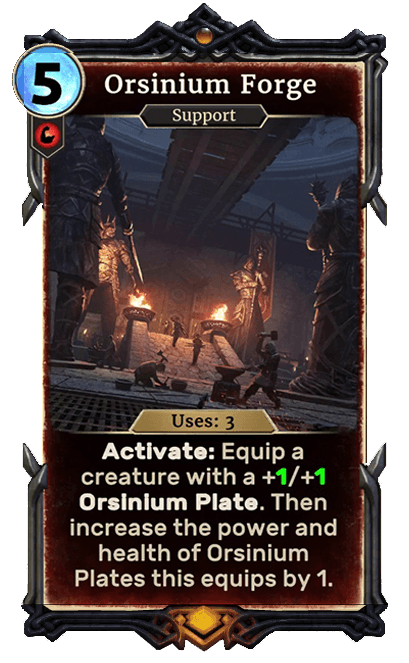 5
Orsinium Forge
Support
Uses: 3
Activate: Equip a
creature with a +1/+1
Orsinium Plate. Then
increase the power and
health of Orsinium
Plates this equips by 1.